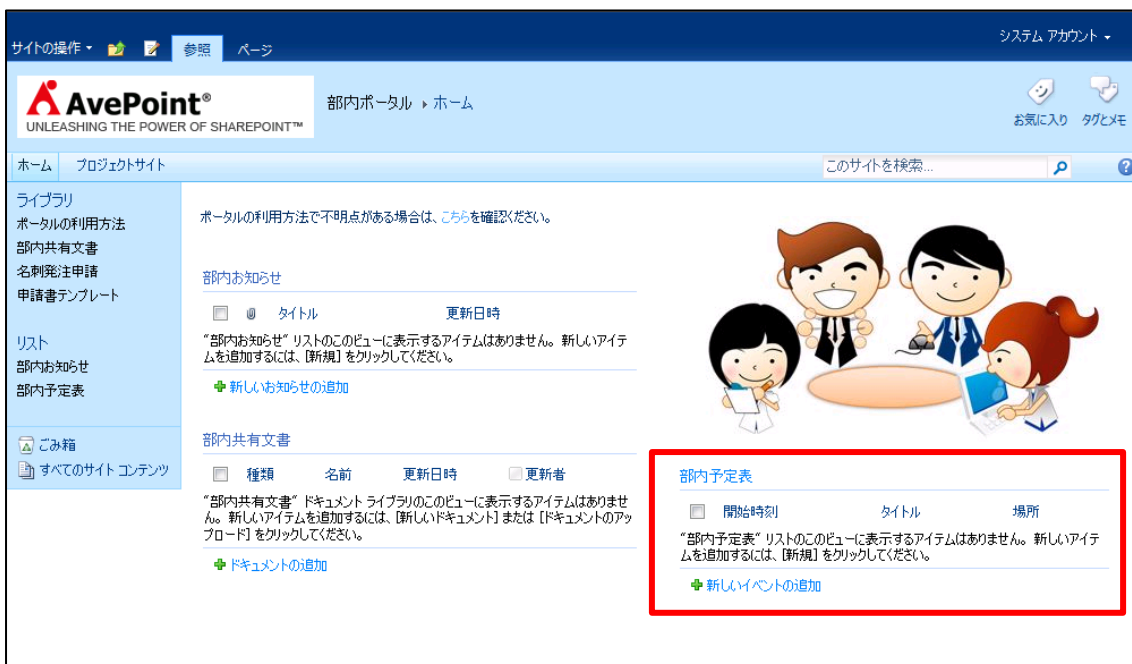 システム アカウント
サイトの操作 参照 ページ
AvePoint®
UNLEASHING THE POWER OF SHAREPOINT™
部内ポータル ▸ ホーム
お気に入り タグとメモ
ホーム プロジェクトサイト
このサイトを検索...
ライブラリ
ポータルの利用方法
部内共有文書
名刺発注申請
申請書テンプレート
リスト
部内お知らせ
部内予定表
ごみ箱
すべてのサイト コンテンツ
ポータルの利用方法で不明点がある場合は、こちらを確認ください。
部内お知らせ
タイトル 更新日時
"部内お知らせ" リストのこのビューに表示するアイテムはありません。新しいアイテ
ムを追加するには、[新規] をクリックしてください。
新しいお知らせの追加
部内共有文書
種類 名前 更新日時 更新者
"部内共有文書" ドキュメント ライブラリのこのビューに表示するアイテムはありませ
ん。新しいアイテムを追加するには、[新しいドキュメント] または [ドキュメントのアッ
プロード] をクリックしてください。
ドキュメントの追加
部内予定表
開始時刻 タイトル 場所
"部内予定表" リストのこのビューに表示するアイテムはありません。新しいアイテ
ムを追加するには、[新規] をクリックしてください。
新しいイベントの追加